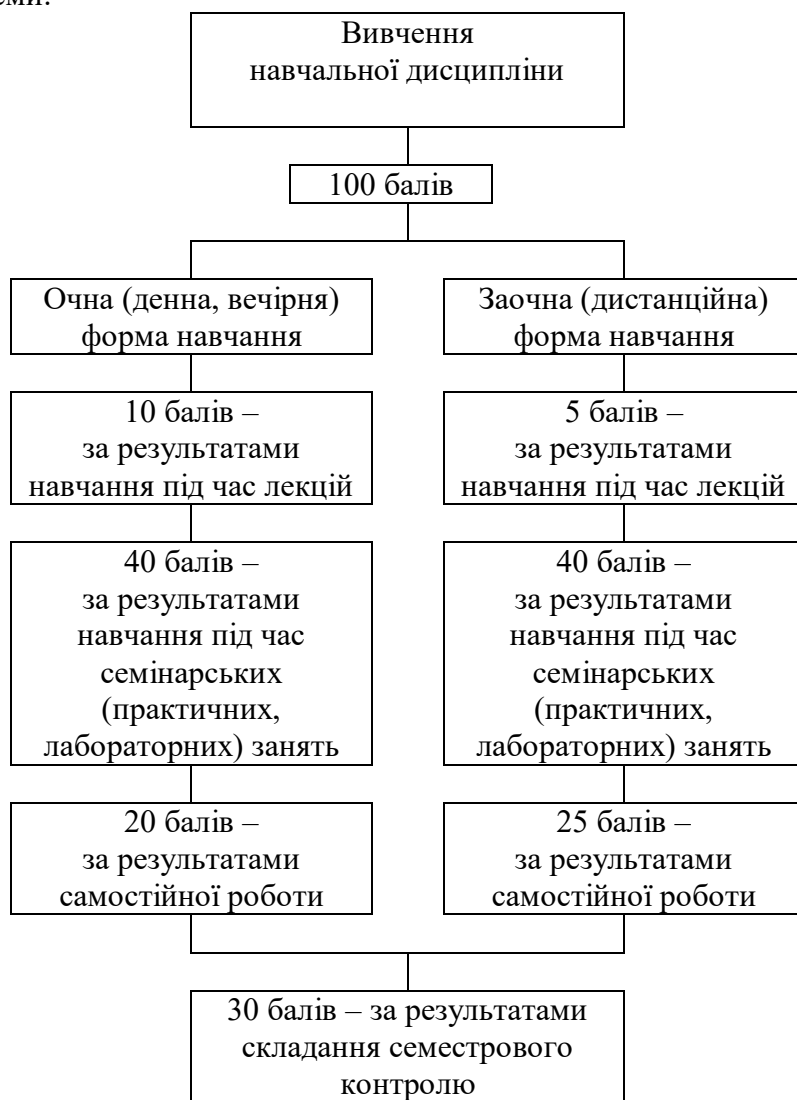 Вивчення
навчальної дисципліни
100 балів
Очна (денна, вечірня)
форма навчання
Заочна (дистанційна)
форма навчання
10 балів –
за результатами
навчання під час лекцій
5 балів –
за результатами
навчання під час лекцій
40 балів –
за результатами
навчання під час
семінарських
(практичних,
лабораторних) занять
40 балів –
за результатами
навчання під час
семінарських
(практичних,
лабораторних) занять
20 балів –
за результатами
самостійної роботи
25 балів –
за результатами
самостійної роботи
30 балів – за результатами
складання семестрового
контролю